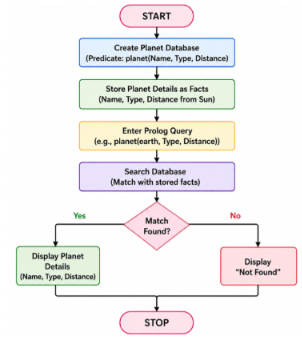 START
Create Planet Database
(Predicate: planet(Name, Type, Distance)
Store Planet Details as Facts
(Name, Type, Distance from Sun)
Enter Prolog Query
(e.g., planet(earth, Type, Distance))
Search Database
(Match with stored facts)
Yes
Match
Found?
No
Display Planet
Details
(Name, Type, Distance)
Display
“Not Found”
STOP